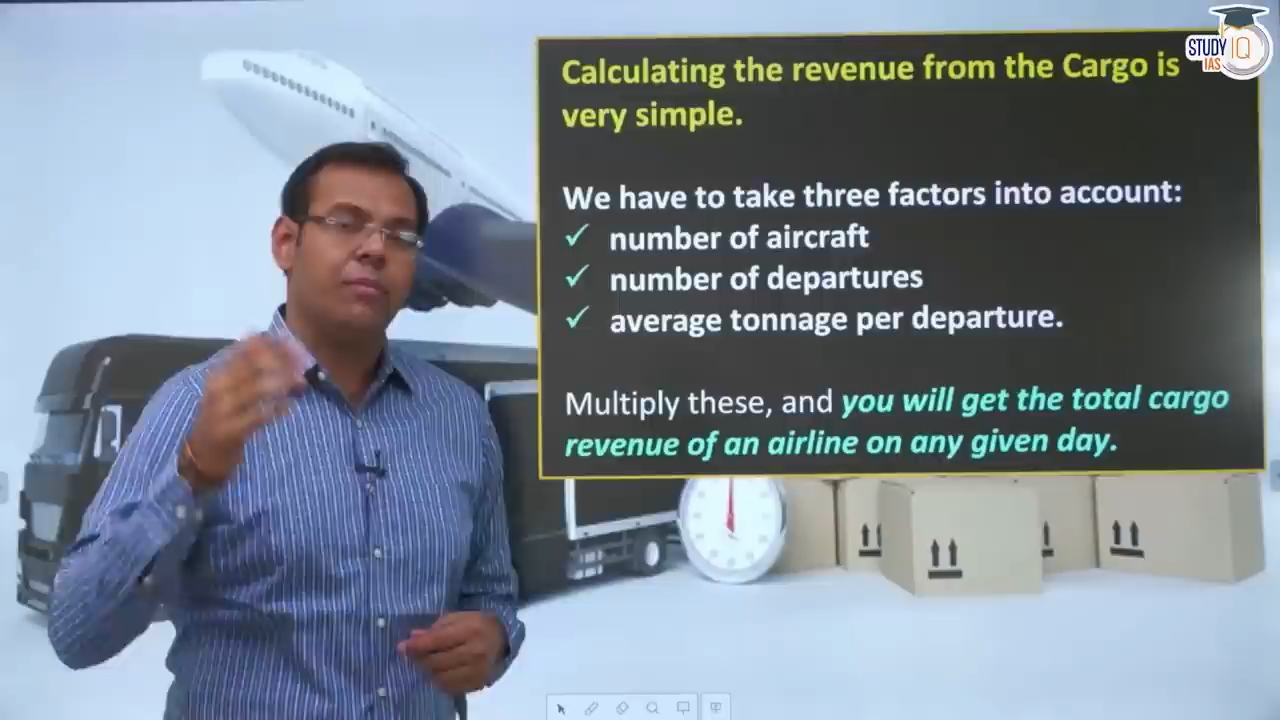 STUDY IQ
IAS
Calculating the revenue from the Cargo is
very simple.
We have to take three factors into account:
✓ number of aircraft
✓ number of departures
✓ average tonnage per departure.
Multiply these, and you will get the total cargo
revenue of an airline on any given day.